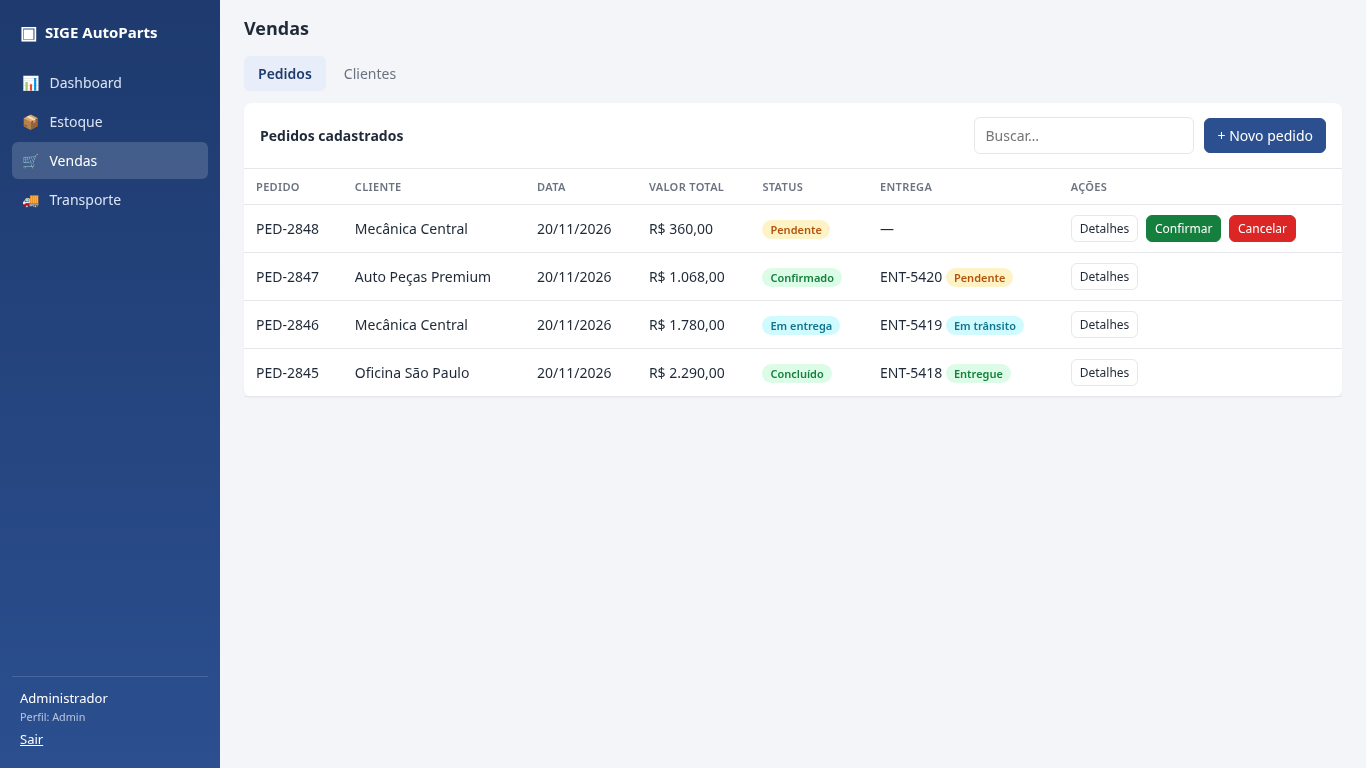 SIGE AutoParts
Dashboard
Estoque
Vendas
Transporte
Administrador
Perfil: Admin
Sair
Vendas
Pedidos Clientes
Pedidos cadastrados Buscar... + Novo pedido
PEDIDO CLIENTE DATA VALOR TOTAL STATUS ENTREGA AÇÕES
PED-2848 Mecânica Central 20/11/2026 R$ 360,00 Pendente — Detalhes Confirmar Cancelar
PED-2847 Auto Peças Premium 20/11/2026 R$ 1.068,00 Confirmado ENT-5420 Pendente Detalhes
PED-2846 Mecânica Central 20/11/2026 R$ 1.780,00 Em entrega ENT-5419 Em trânsito Detalhes
PED-2845 Oficina São Paulo 20/11/2026 R$ 2.290,00 Concluído ENT-5418 Entregue Detalhes